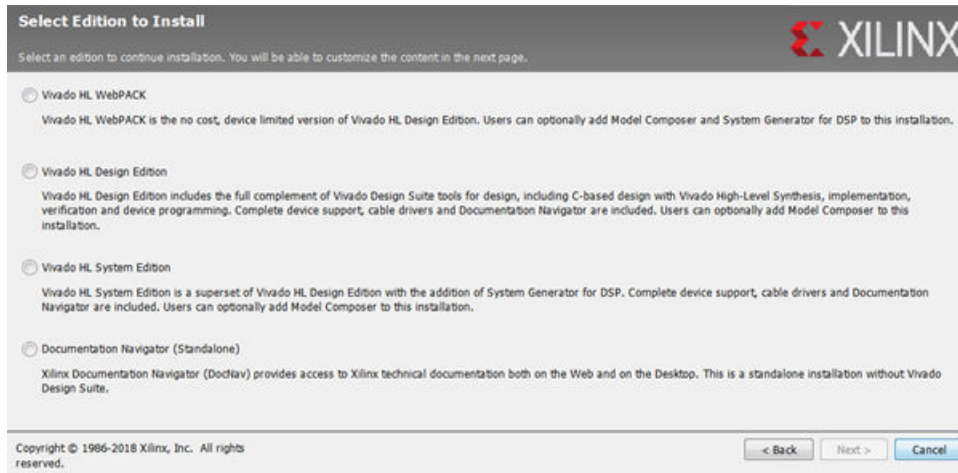 Select Edition to Install
Select an edition to continue installation. You will be able to customize the content in the next page.
XILINX
Vivado HL WebPACK
Vivado HL WebPACK is the no cost, device limited version of Vivado HL Design Edition. Users can optionally add Model Composer and System Generator for DSP to this installation.
Vivado HL Design Edition
Vivado HL Design Edition includes the full complement of Vivado Design Suite tools for design, including C-based design with Vivado High-Level Synthesis, implementation,
verification and device programming. Complete device support, cable drivers and Documentation Navigator are included. Users can optionally add Model Composer to this
installation.
Vivado HL System Edition
Vivado HL System Edition is a superset of Vivado HL Design Edition with the addition of System Generator for DSP. Complete device support, cable drivers and Documentation
Navigator are included. Users can optionally add Model Composer to this installation.
Documentation Navigator (Standalone)
Xilinx Documentation Navigator (DocNav) provides access to Xilinx technical documentation both on the Web and on the Desktop. This is a standalone installation without Vivado
Design Suite.
Copyright © 1986-2018 Xilinx, Inc. All rights
reserved.
< Back Next > Cancel